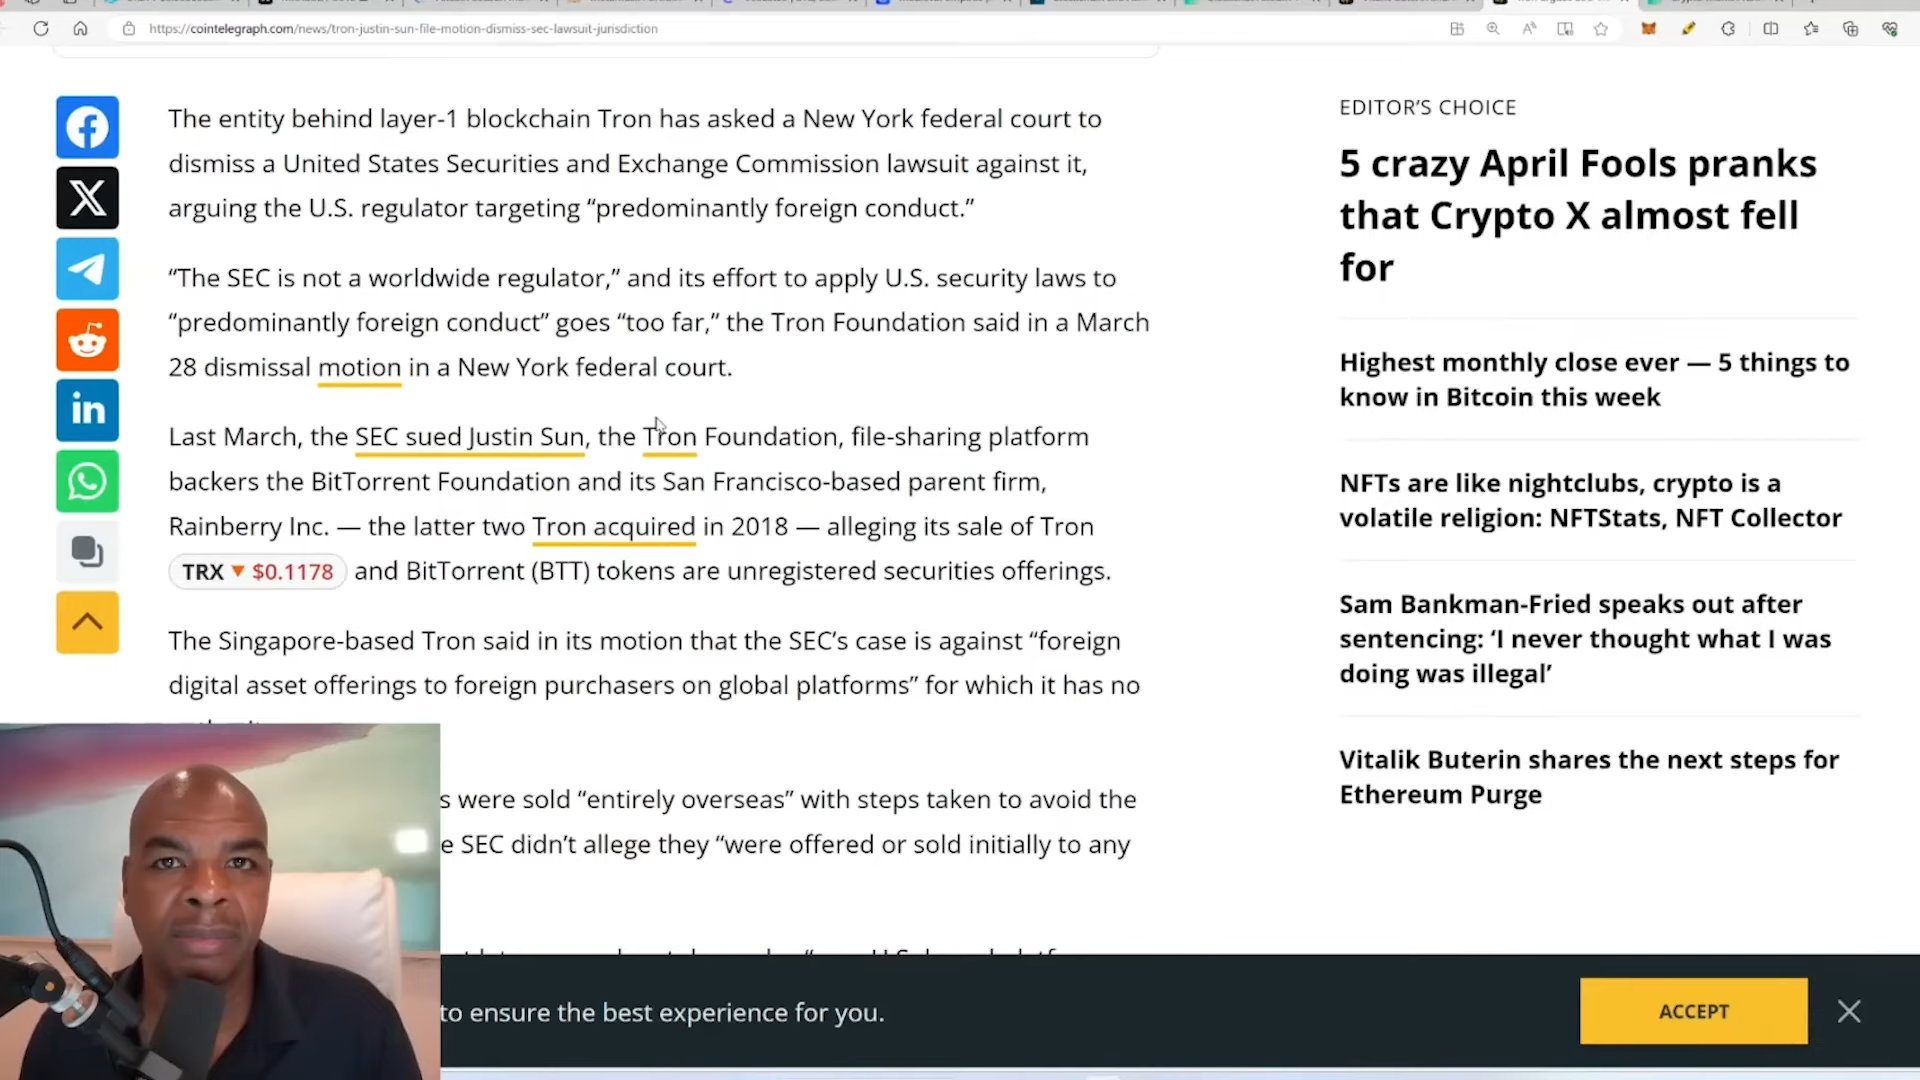 https://cointelegraph.com/news/tron-justin-sun-file-motion-dismiss-sec-lawsuit-jurisdiction
The entity behind layer-1 blockchain Tron has asked a New York federal court to
dismiss a United States Securities and Exchange Commission lawsuit against it,
arguing the U.S. regulator targeting “predominantly foreign conduct.”
“The SEC is not a worldwide regulator,” and its effort to apply U.S. security laws to
“predominantly foreign conduct” goes “too far,” the Tron Foundation said in a March
28 dismissal motion in a New York federal court.
Last March, the SEC sued Justin Sun, the Tron Foundation, file-sharing platform
backers the BitTorrent Foundation and its San Francisco-based parent firm,
Rainberry Inc. — the latter two Tron acquired in 2018 — alleging its sale of Tron
TRX ▼ $0.1178 and BitTorrent (BTT) tokens are unregistered securities offerings.
The Singapore-based Tron said in its motion that the SEC’s case is against “foreign
digital asset offerings to foreign purchasers on global platforms” for which it has no
s were sold “entirely overseas” with steps taken to avoid the
e SEC didn’t allege they “were offered or sold initially to any
to ensure the best experience for you.
ACCEPT
EDITOR’S CHOICE
5 crazy April Fools pranks
that Crypto X almost fell
for
Highest monthly close ever — 5 things to
know in Bitcoin this week
NFTs are like nightclubs, crypto is a
volatile religion: NFTStats, NFT Collector
Sam Bankman-Fried speaks out after
sentencing: ‘I never thought what I was
doing was illegal’
Vitalik Buterin shares the next steps for
Ethereum Purge